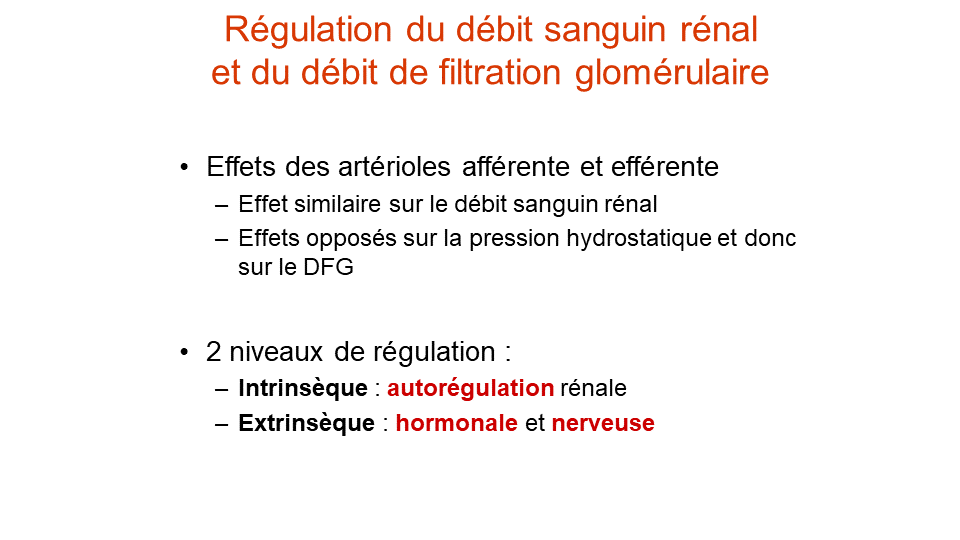 Régulation du débit sanguin rénal
et du débit de filtration glomérulaire
• Effets des artérioles afférente et efférente
– Effet similaire sur le débit sanguin rénal
– Effets opposés sur la pression hydrostatique et donc
sur le DFG
• 2 niveaux de régulation :
– Intrinsèque : autorégulation rénale
– Extrinsèque : hormonale et nerveuse